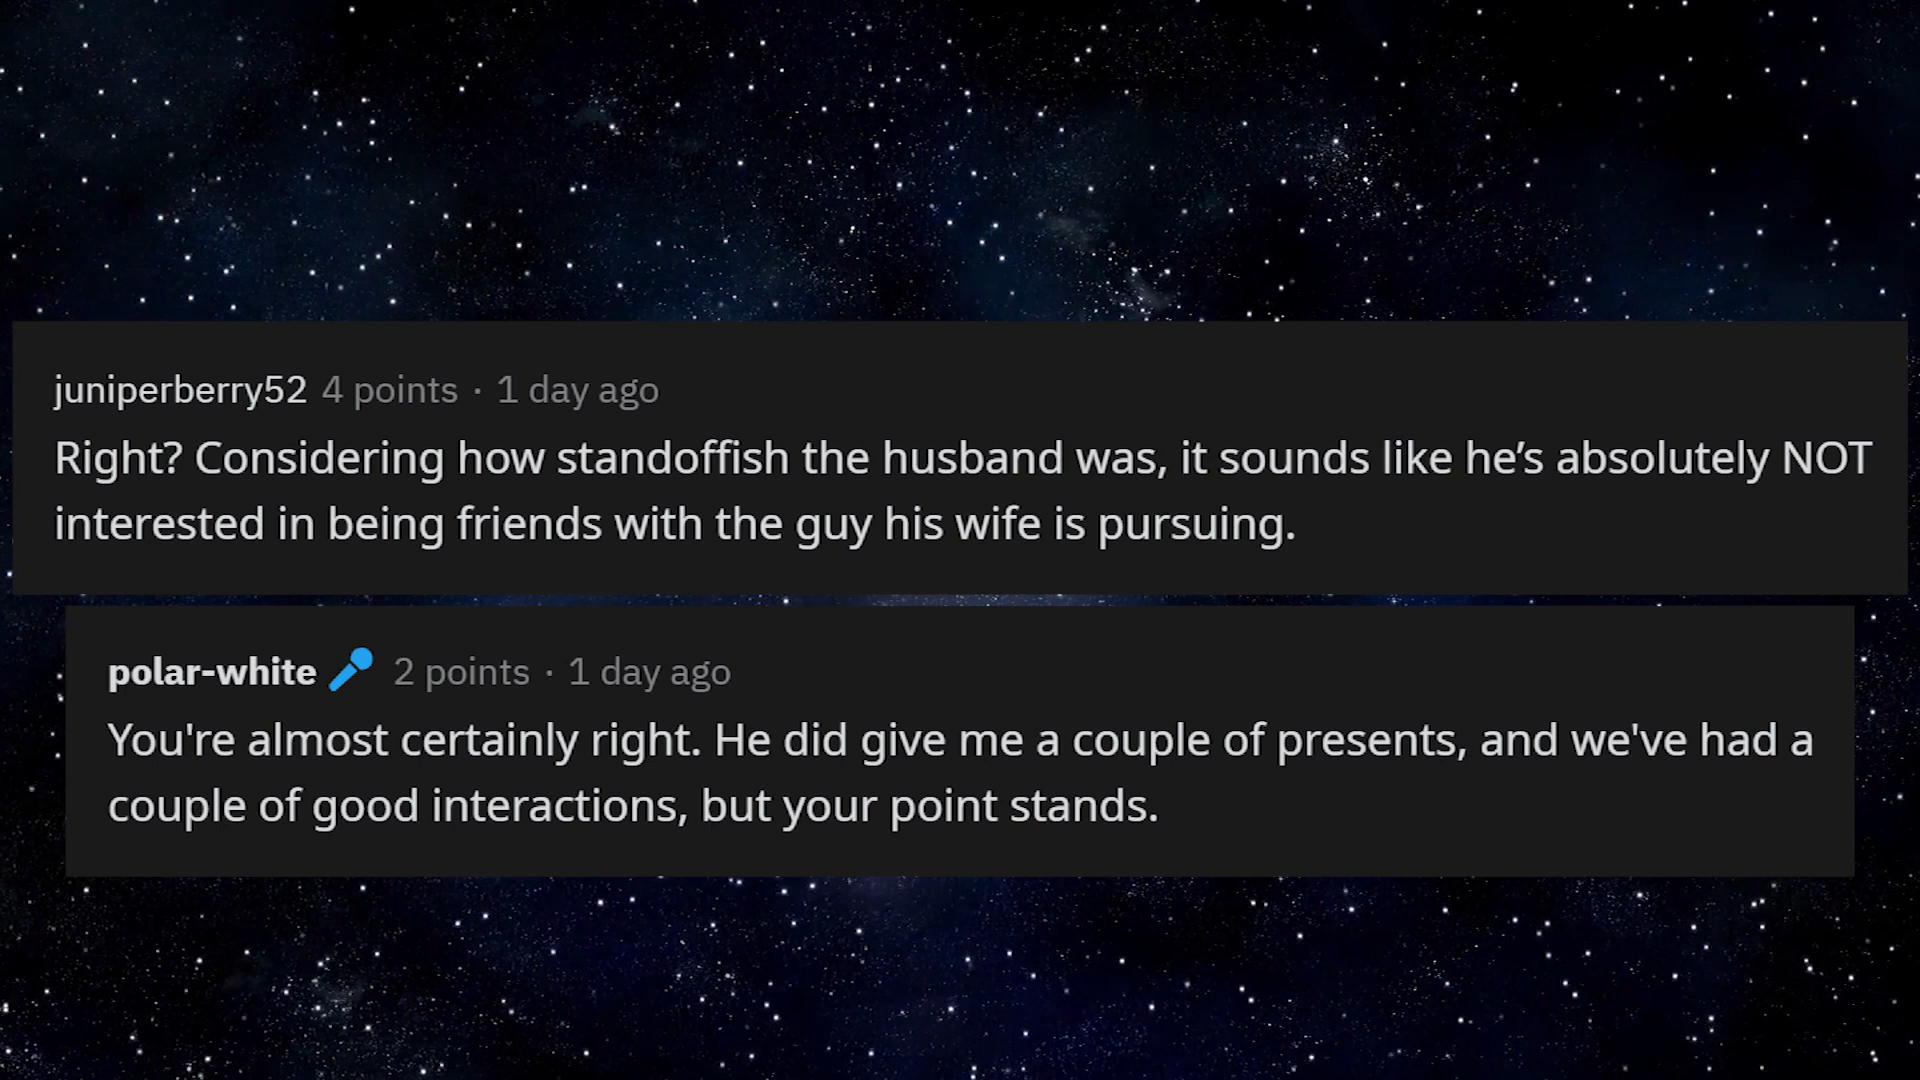 juniperberry52 4 points · 1 day ago
Right? Considering how standoffish the husband was, it sounds like he’s absolutely NOT
interested in being friends with the guy his wife is pursuing.
polar-white 🎤 2 points · 1 day ago
You're almost certainly right. He did give me a couple of presents, and we've had a
couple of good interactions, but your point stands.